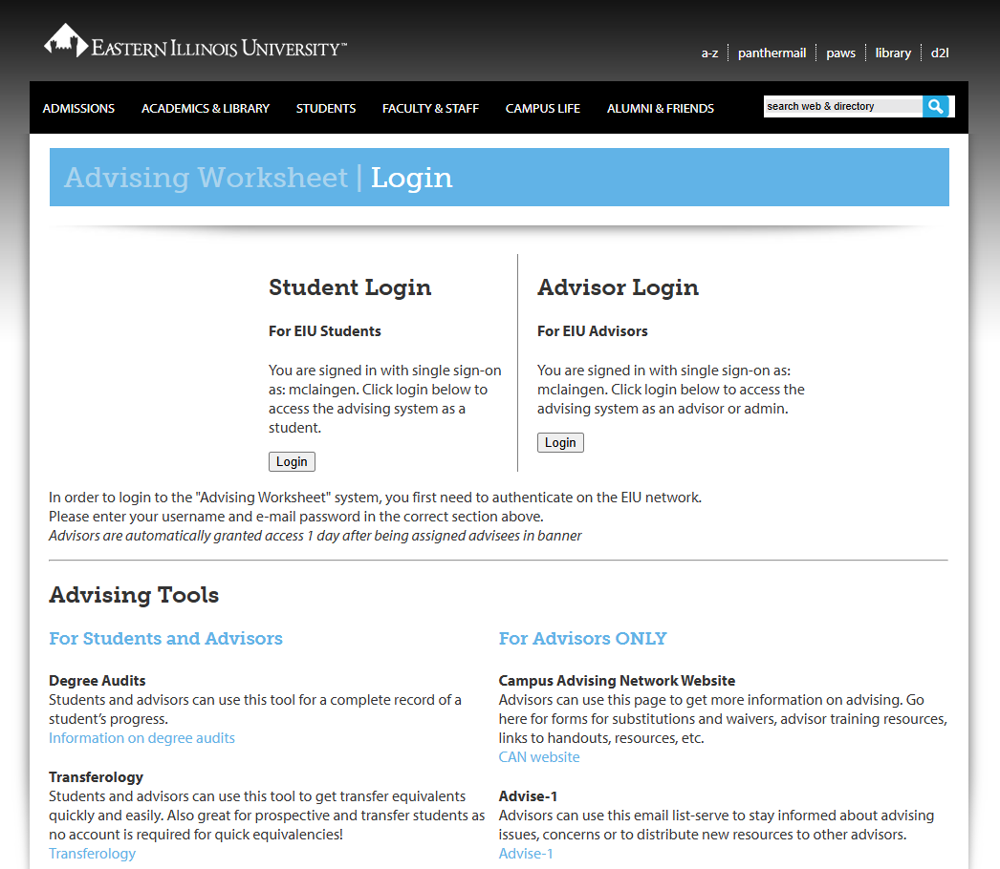 EASTERN ILLINOIS UNIVERSITY™
a-z panthermail paws library d2l
ADMISSIONS ACADEMICS & LIBRARY STUDENTS FACULTY & STAFF CAMPUS LIFE ALUMNI & FRIENDS search web & directory
Advising Worksheet | Login
Student Login
For EIU Students
You are signed in with single sign-on
as: mclaingen. Click login below to
access the advising system as a
student.
Login
Advisor Login
For EIU Advisors
You are signed in with single sign-on as:
mclaingen. Click login below to access the
advising system as an advisor or admin.
Login
In order to login to the "Advising Worksheet" system, you first need to authenticate on the EIU network.
Please enter your username and e-mail password in the correct section above.
Advisors are automatically granted access 1 day after being assigned advisees in banner
Advising Tools
For Students and Advisors
Degree Audits
Students and advisors can use this tool for a complete record of a
student’s progress.
Information on degree audits
Transferology
Students and advisors can use this tool to get transfer equivalents
quickly and easily. Also great for prospective and transfer students as
no account is required for quick equivalencies!
Transferology
For Advisors ONLY
Campus Advising Network Website
Advisors can use this page to get more information on advising. Go
here for forms for substitutions and waivers, advisor training resources,
links to handouts, resources, etc.
CAN website
Advise-1
Advisors can use this email list-serve to stay informed about advising
issues, concerns or to distribute new resources to other advisors.
Advise-1